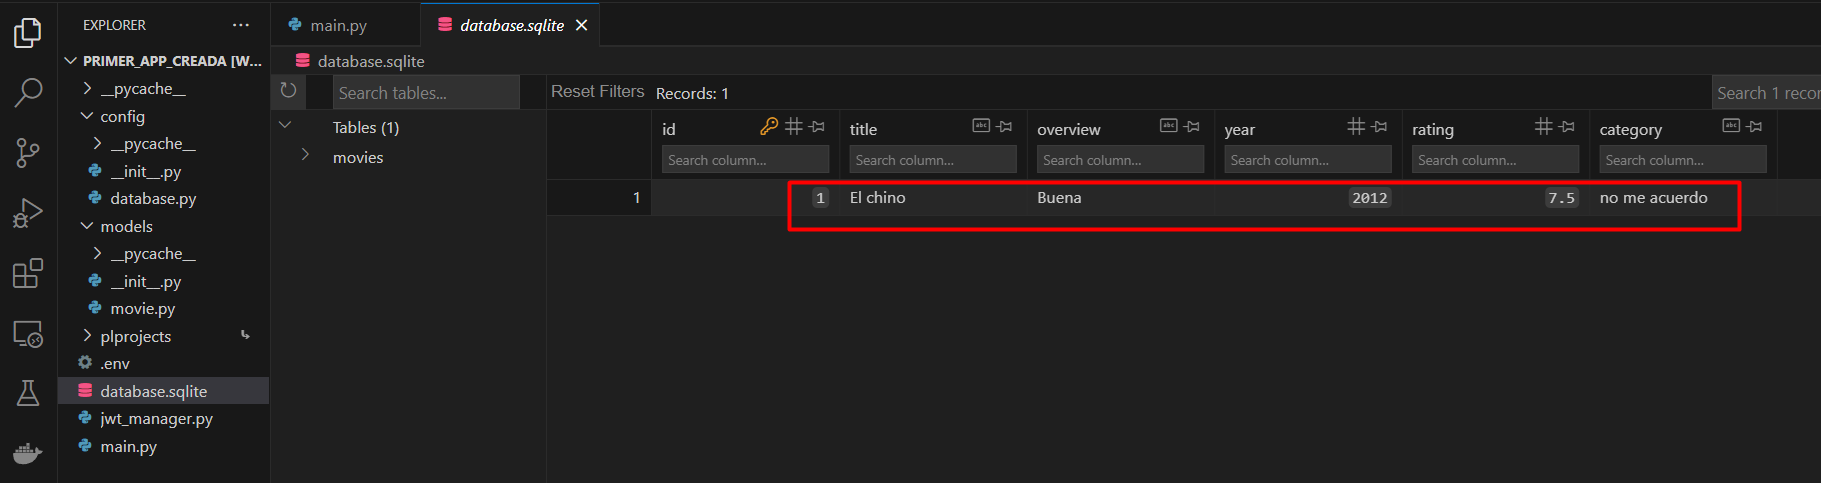 EXPLORER ...
PRIMER_APP_CREADA [W...
__pycache__
config
__pycache__
__init__.py
database.py
models
__pycache__
__init__.py
movie.py
plprojects
.env
database.sqlite
jwt_manager.py
main.py
main.py
database.sqlite
database.sqlite
Search tables...
Tables (1)
movies
Reset Filters Records: 1
Search 1 recor
id title overview year rating category
Search column... Search column... Search column... Search column... Search column... Search column...
1 1 El chino Buena 2012 7.5 no me acuerdo